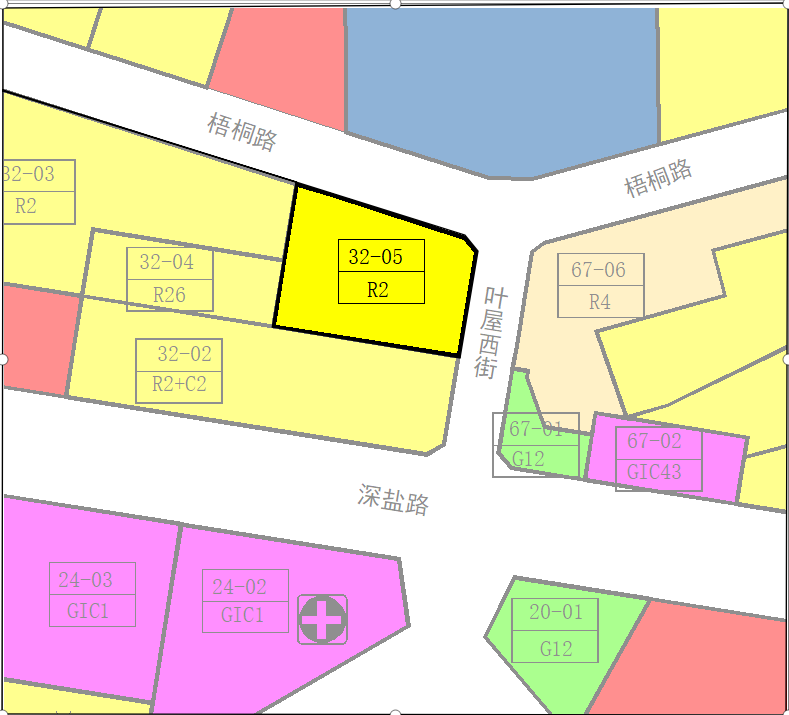 梧桐路
梧桐路
32-03
R2
32-04
R26
32-05
R2
67-06
R4
叶屋西街
32-02
R2+C2
67-01
G12
67-02
GIC43
深盐路
24-03
GIC1
24-02
GIC1
20-01
G12